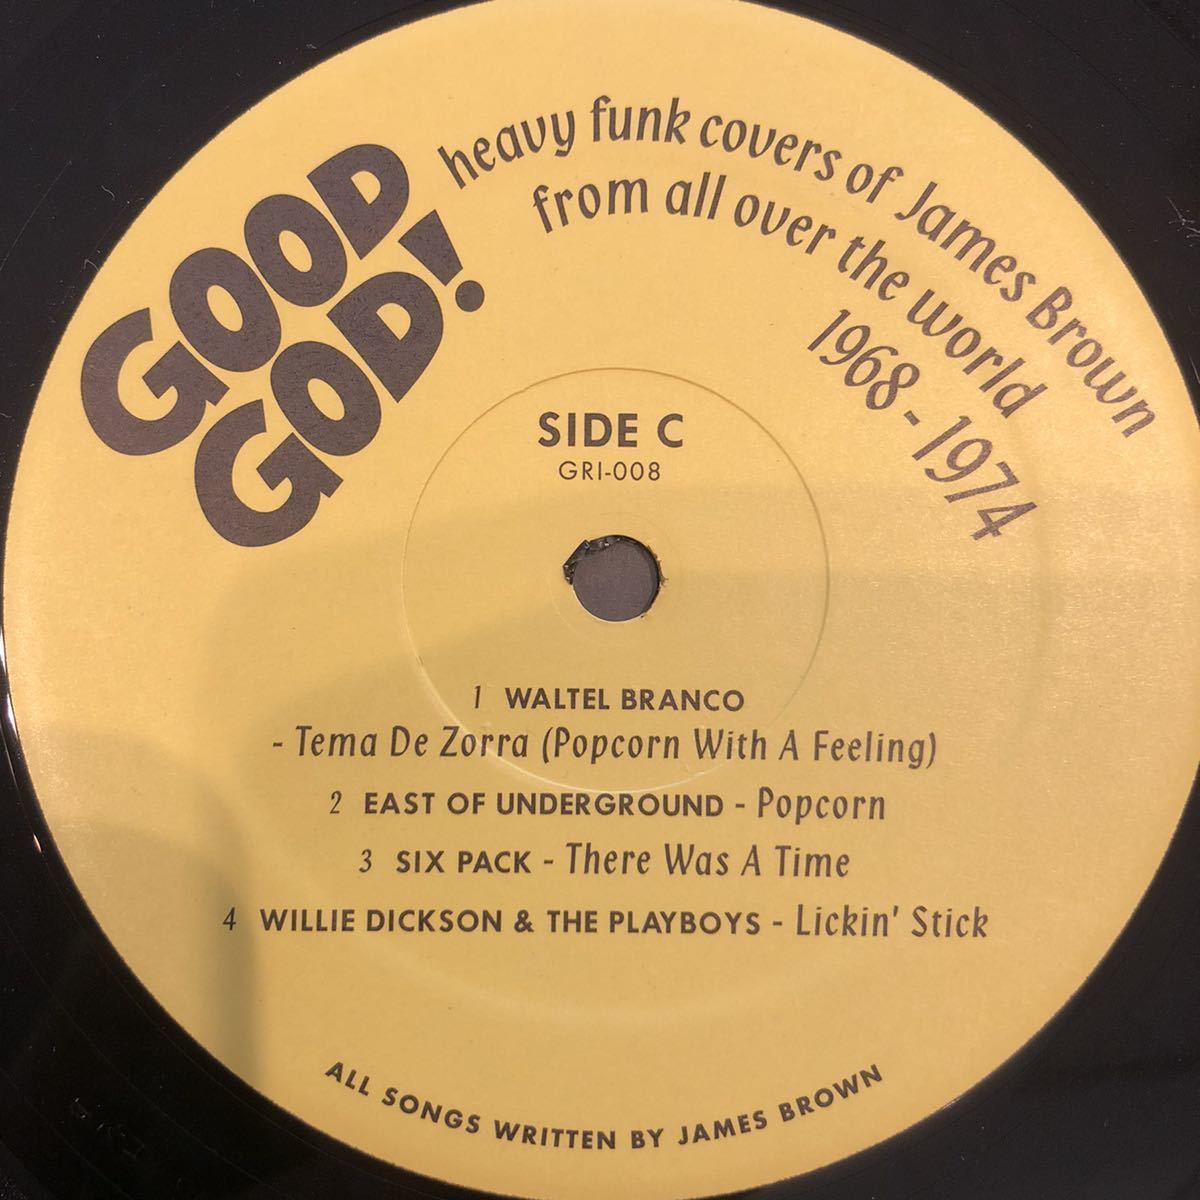 GOOD
GOD!
heavy funk covers of James Brown
from all over the world
1968 - 1974
SIDE C
GRI-008
1 WALTEL BRANCO
- Tema De Zorra (Popcorn With A Feeling)
2 EAST OF UNDERGROUND - Popcorn
3 SIX PACK - There Was A Time
4 WILLIE DICKSON & THE PLAYBOYS - Lickin' Stick
ALL SONGS WRITTEN BY JAMES BROWN